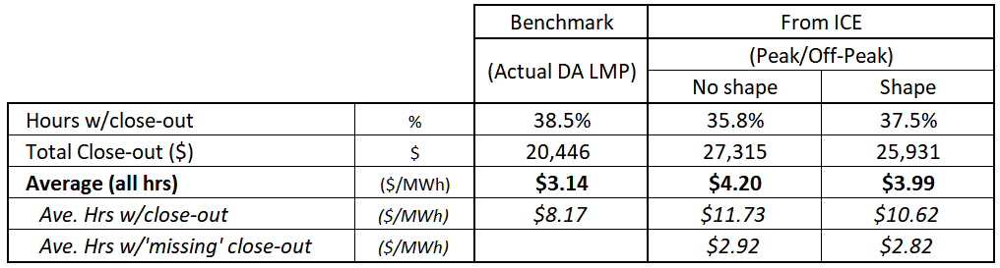 Benchmark From ICE
(Actual DA LMP) (Peak/Off-Peak)
No shape Shape
Hours w/close-out % 38.5% 35.8% 37.5%
Total Close-out ($) $ 20,446 27,315 25,931
Average (all hrs) ($/MWh) $3.14 $4.20 $3.99
Ave. Hrs w/close-out ($/MWh) $8.17 $11.73 $10.62
Ave. Hrs w/'missing' close-out ($/MWh) $2.92 $2.82